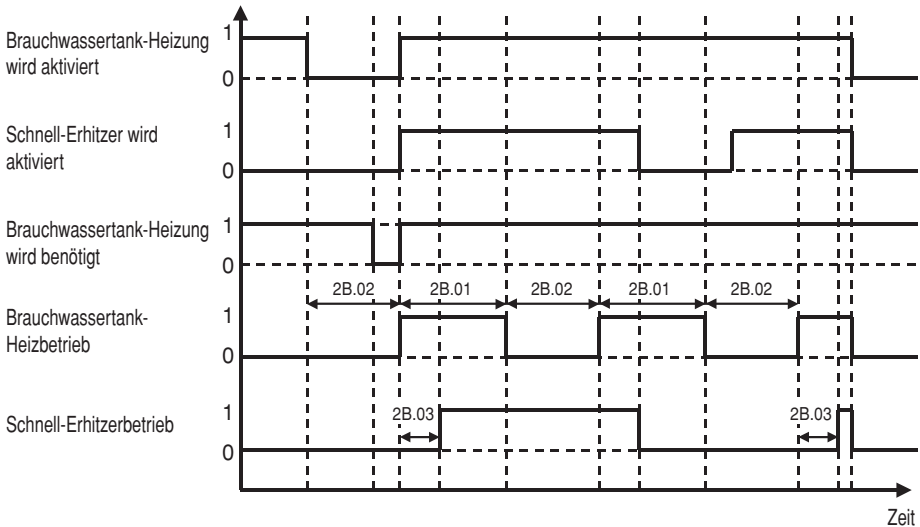 Brauchwassertank-Heizung
wird aktiviert
1
0
Schnell-Erhitzer wird
aktiviert
1
0
Brauchwassertank-Heizung
wird benötigt
1
0
2B.02
2B.01
2B.02
2B.01
2B.02
Brauchwassertank-
Heizbetrieb
1
0
Schnell-Erhitzerbetrieb
1
0
2B.03
2B.03
Zeit